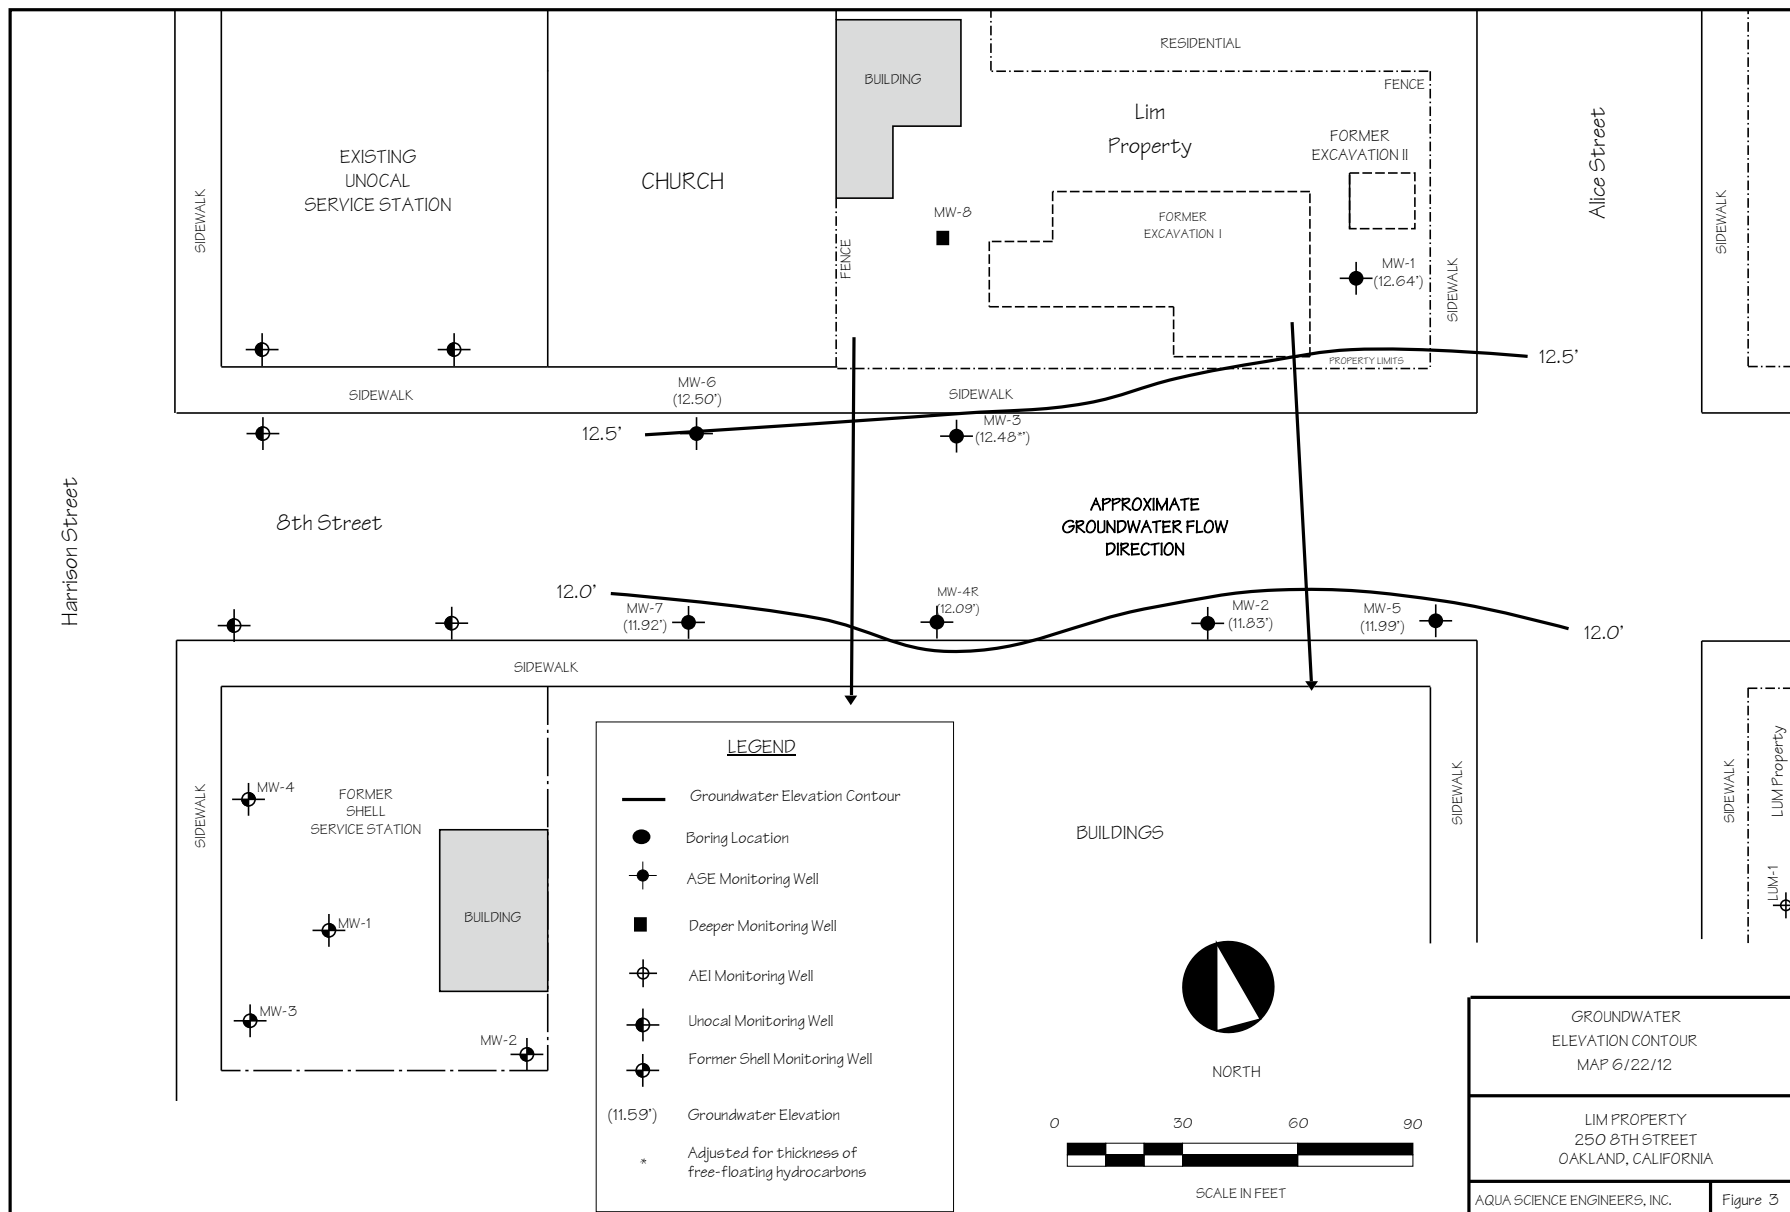 RESIDENTIAL
BUILDING
FENCE
Lim
Property
FORMER
EXCAVATION II
EXISTING
UNOCAL
SERVICE STATION
CHURCH
SIDEWALK
Alice Street
SIDEWALK
MW-8
FORMER
EXCAVATION I
FENCE
MW-1
(12.64')
SIDEWALK
PROPERTY LIMITS
12.5'
MW-6
(12.50')
SIDEWALK
SIDEWALK
12.5'
MW-3
(12.48*')
Harrison Street
8th Street
APPROXIMATE
GROUNDWATER FLOW
DIRECTION
12.0'
MW-7
(11.92')
MW-4R
(12.09')
MW-2
(11.83')
MW-5
(11.99')
12.0'
SIDEWALK
LEGEND
Groundwater Elevation Contour
Boring Location
ASE Monitoring Well
Deeper Monitoring Well
AEI Monitoring Well
Unocal Monitoring Well
Former Shell Monitoring Well
(11.59') Groundwater Elevation
* Adjusted for thickness of
free-floating hydrocarbons
MW-4
FORMER
SHELL
SERVICE STATION
SIDEWALK
BUILDING
MW-1
MW-3
MW-2
BUILDINGS
SIDEWALK
SIDEWALK
LUM Property
LUM-1
NORTH
0 30 60 90
SCALE IN FEET
GROUNDWATER
ELEVATION CONTOUR
MAP 6/22/12
LIM PROPERTY
250 8TH STREET
OAKLAND, CALIFORNIA
AQUA SCIENCE ENGINEERS, INC.
Figure 3